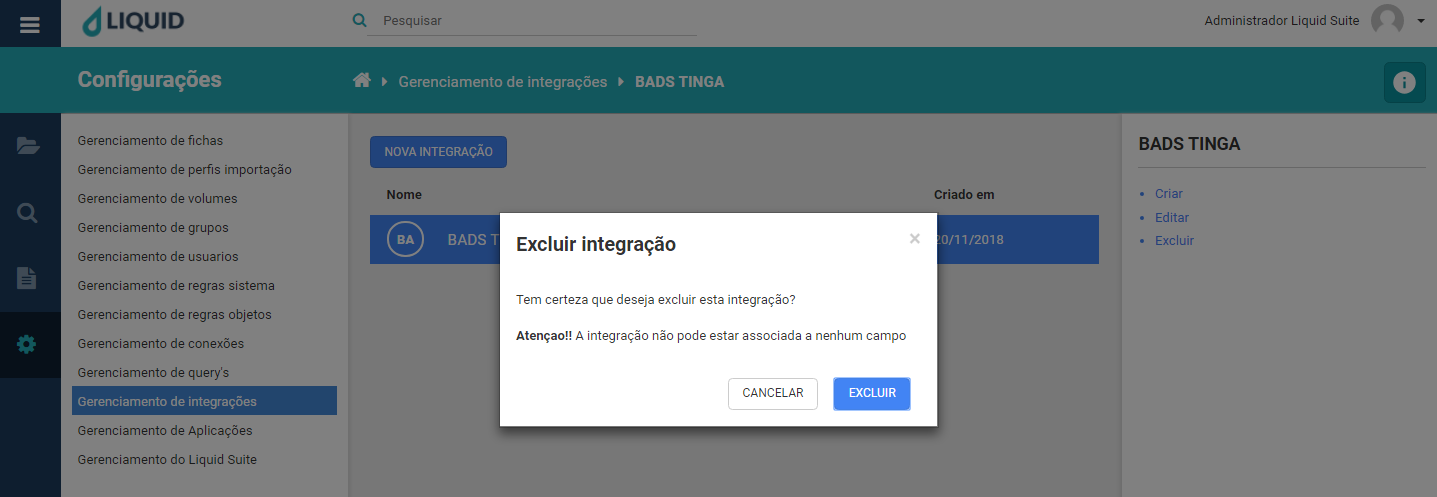 LIQUID
Pesquisar
Administrador Liquid Suite
Configurações
Gerenciamento de integrações
BADS TINGA
Gerenciamento de fichas
Gerenciamento de perfis importação
Gerenciamento de volumes
Gerenciamento de grupos
Gerenciamento de usuarios
Gerenciamento de regras sistema
Gerenciamento de regras objetos
Gerenciamento de conexões
Gerenciamento de query's
Gerenciamento de integrações
Gerenciamento de Aplicações
Gerenciamento do Liquid Suite
NOVA INTEGRAÇÃO
Nome
Criado em
BA
BADS T
20/11/2018
Excluir integração
×
Tem certeza que deseja excluir esta integração?
Atençao!! A integração não pode estar associada a nenhum campo
CANCELAR
EXCLUIR
BADS TINGA
Criar
Editar
Excluir